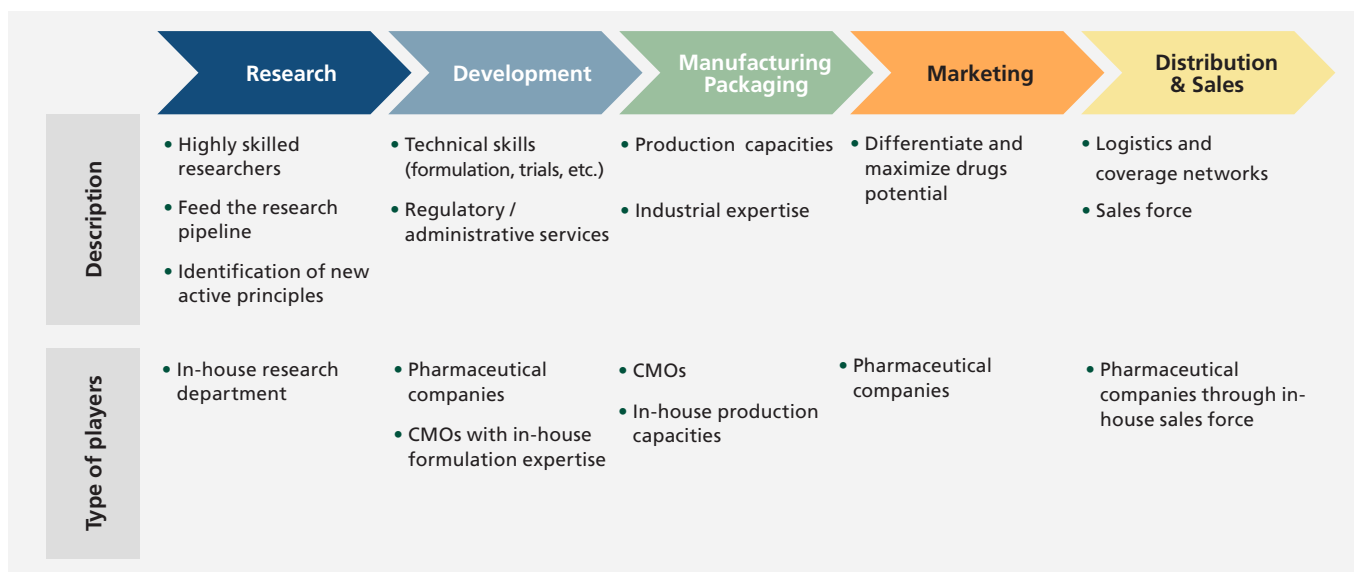 Research
Development
Manufacturing
Packaging
Marketing
Distribution
& Sales
Description
• Highly skilled
researchers
• Feed the research
pipeline
• Identification of new
active principles
• Technical skills
(formulation, trials, etc.)
• Regulatory /
administrative services
• Production capacities
• Industrial expertise
• Differentiate and
maximize drugs
potential
• Logistics and
coverage networks
• Sales force
Type of players
• In-house research
department
• Pharmaceutical
companies
• CMOs with in-house
formulation expertise
• CMOs
• In-house production
capacities
• Pharmaceutical
companies
• Pharmaceutical
companies through in-
house sales force